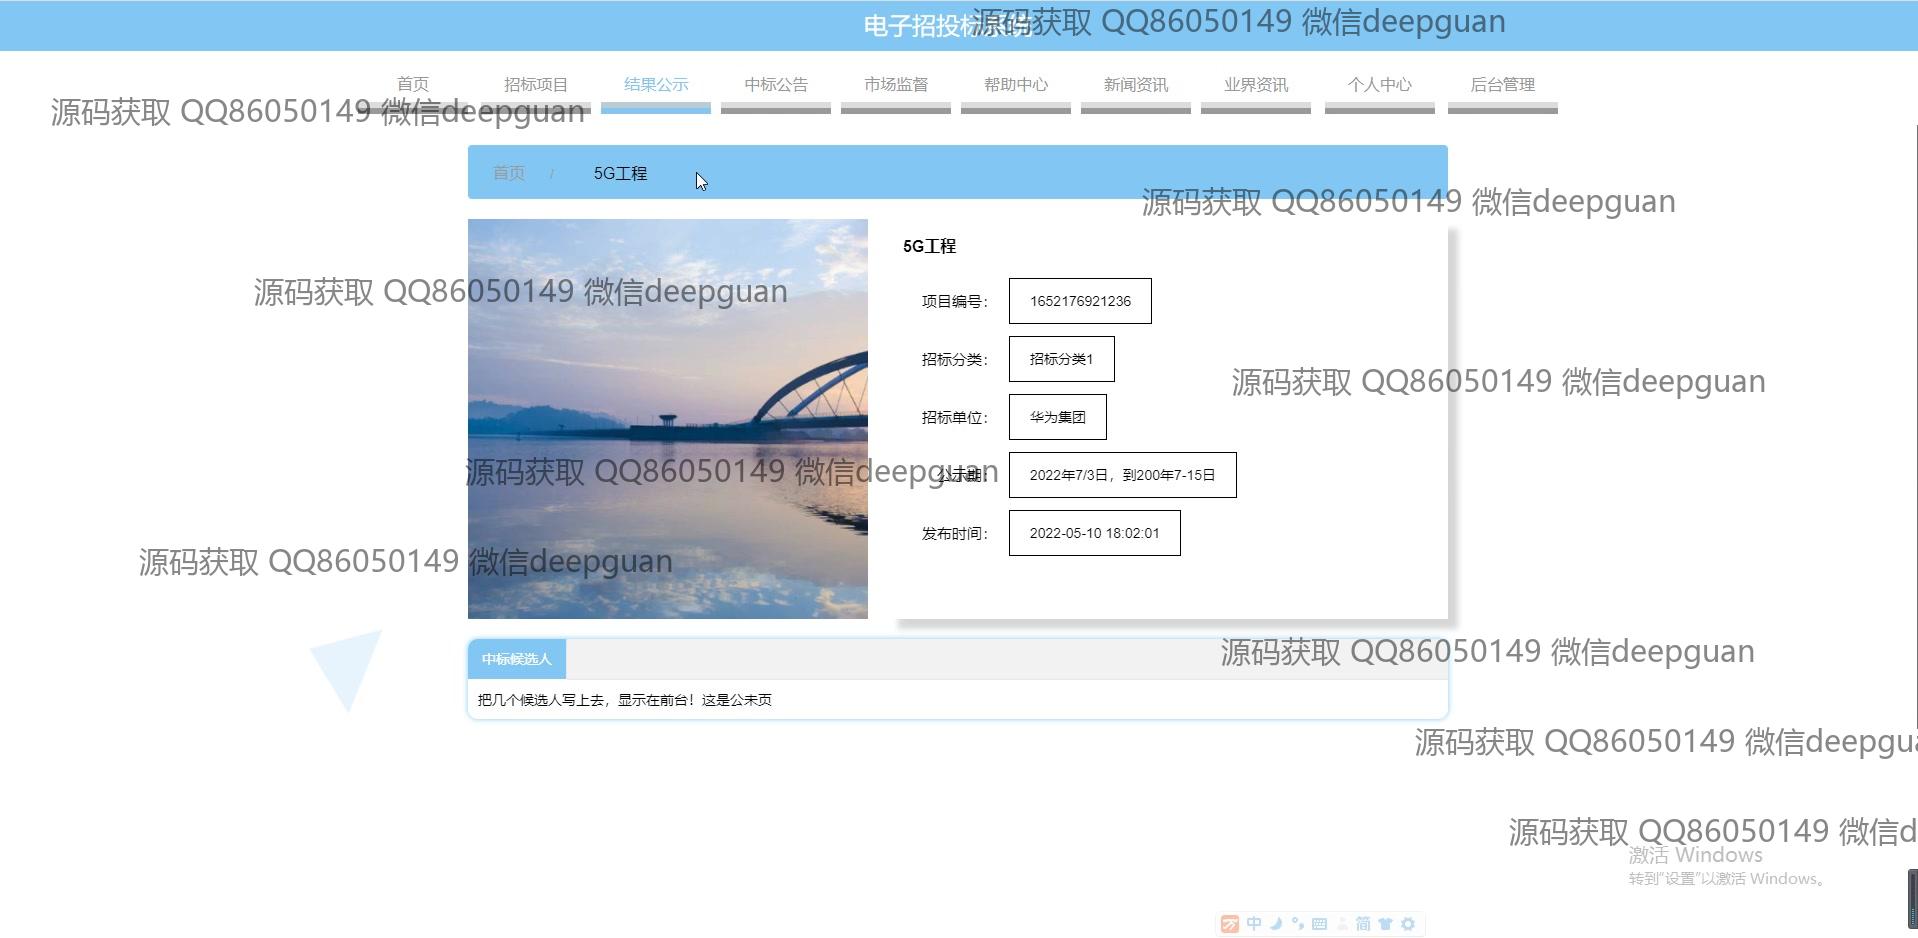 电子招投标系统
源码获取 QQ86050149 微信deepguan
首页 招标项目 结果公示 中标公告 市场监督 帮助中心 新闻资讯 业界资讯 个人中心 后台管理
源码获取 QQ86050149 微信deepguan
首页 / 5G工程
源码获取 QQ86050149 微信deepguan
5G工程
源码获取 QQ86050149 微信deepguan
项目编号： 1652176921236
招标分类： 招标分类1
源码获取 QQ86050149 微信deepguan
招标单位： 华为集团
源码获取 QQ86050149 微信deepguan
公示期： 2022年7/3日，到200年7-15日
发布时间： 2022-05-10 18:02:01
源码获取 QQ86050149 微信deepguan
中标候选人
源码获取 QQ86050149 微信deepguan
把几个候选人写上去，显示在前台！这是公未页
源码获取 QQ86050149 微信deepgua
源码获取 QQ86050149 微信d
激活 Windows
转到“设置”以激活 Windows。
中 简